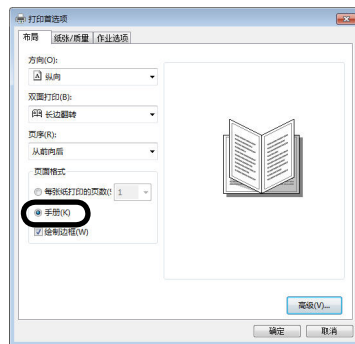 打印首选项
布局 纸张/质量 作业选项
方向(O):
A 纵向
双面打印(B):
长边翻转
页序(R):
从前向后
页面格式
每张纸打印的页数(S 1
手册(K)
绘制边框(W)
高级(V)...
确定 取消